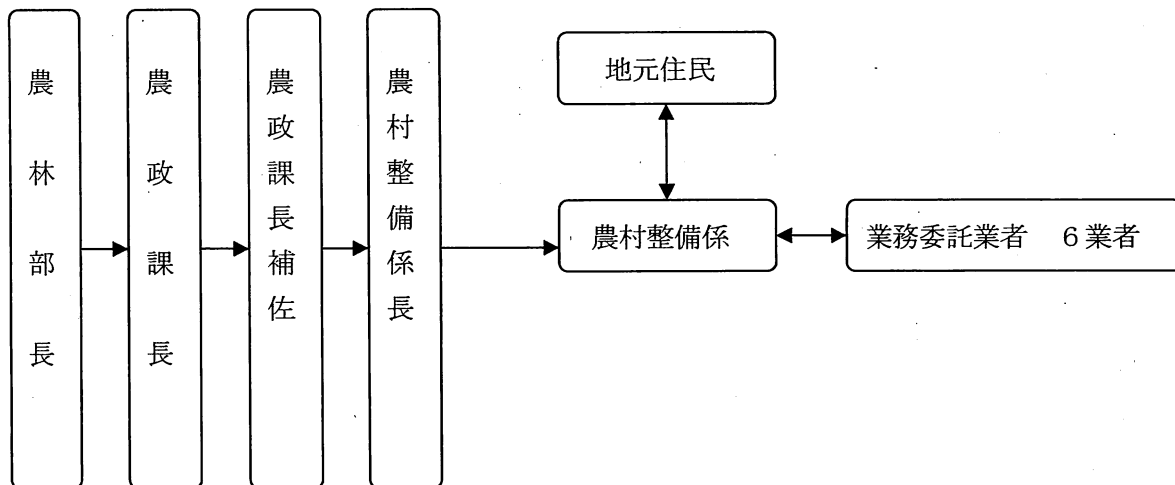 農林部長
農政課長
農政課長補佐
農村整備係長
地元住民
農村整備係
業務委託業者　６業者